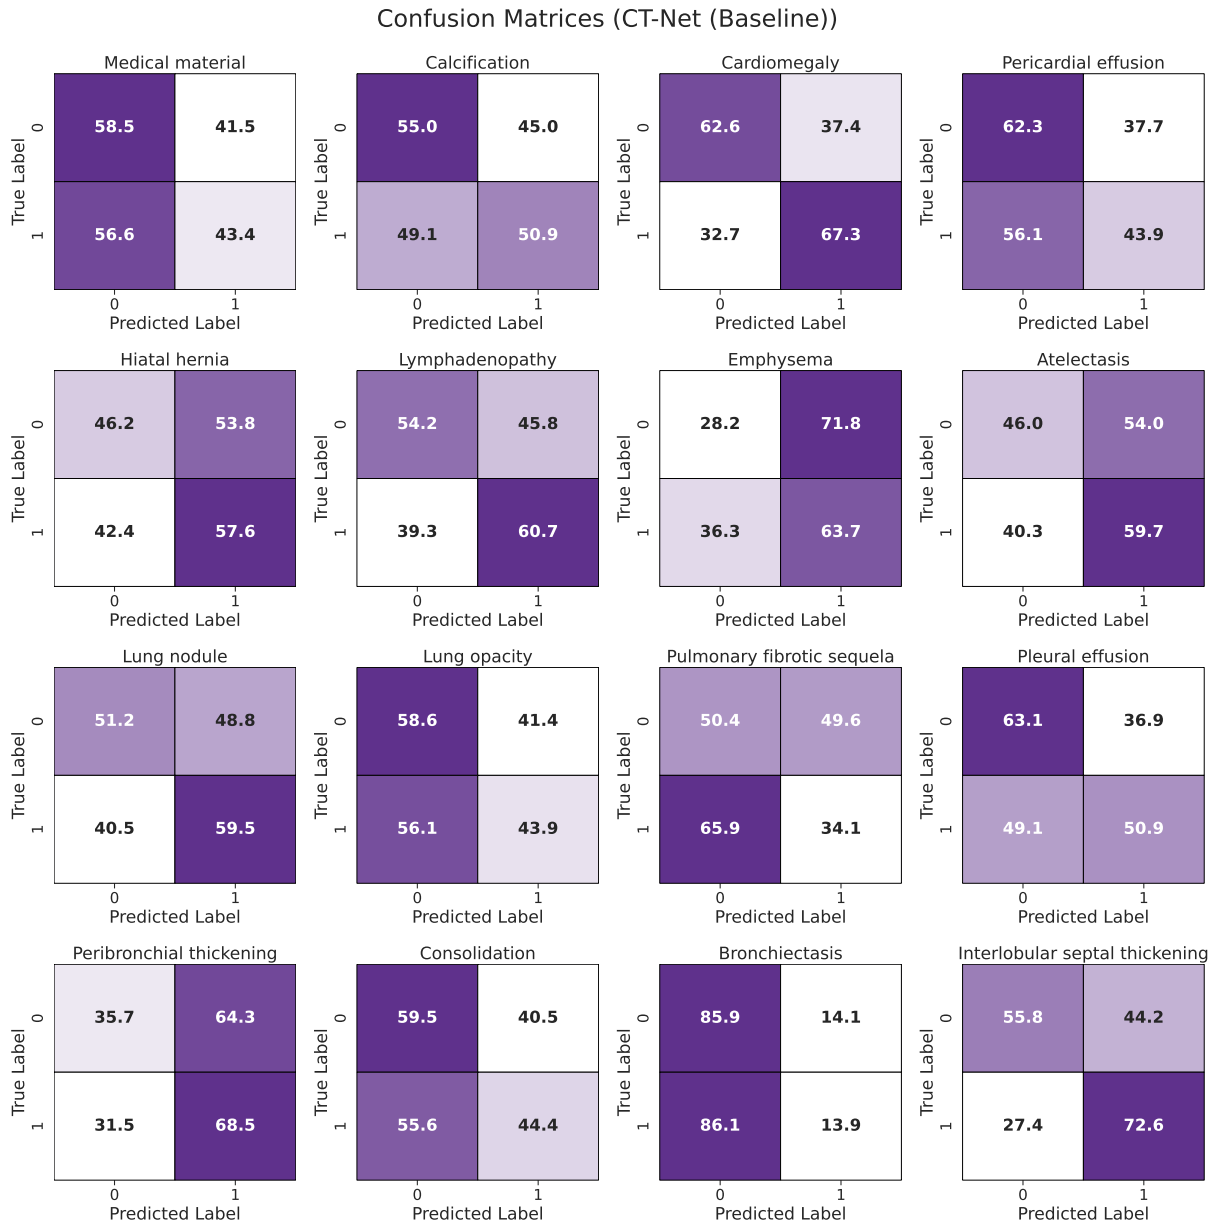 Confusion Matrices (CT-Net (Baseline))
Medical material
Calcification
Cardiomegaly
Pericardial effusion
True Label 0 58.5 41.5
1 56.6 43.4
0 1
Predicted Label
True Label 0 55.0 45.0
1 49.1 50.9
0 1
Predicted Label
True Label 0 62.6 37.4
1 32.7 67.3
0 1
Predicted Label
True Label 0 62.3 37.7
1 56.1 43.9
0 1
Predicted Label
Hiatal hernia
Lymphadenopathy
Emphysema
Atelectasis
True Label 0 46.2 53.8
1 42.4 57.6
0 1
Predicted Label
True Label 0 54.2 45.8
1 39.3 60.7
0 1
Predicted Label
True Label 0 28.2 71.8
1 36.3 63.7
0 1
Predicted Label
True Label 0 46.0 54.0
1 40.3 59.7
0 1
Predicted Label
Lung nodule
Lung opacity
Pulmonary fibrotic sequela
Pleural effusion
True Label 0 51.2 48.8
1 40.5 59.5
0 1
Predicted Label
True Label 0 58.6 41.4
1 56.1 43.9
0 1
Predicted Label
True Label 0 50.4 49.6
1 65.9 34.1
0 1
Predicted Label
True Label 0 63.1 36.9
1 49.1 50.9
0 1
Predicted Label
Peribronchial thickening
Consolidation
Bronchiectasis
Interlobular septal thickening
True Label 0 35.7 64.3
1 31.5 68.5
0 1
Predicted Label
True Label 0 59.5 40.5
1 55.6 44.4
0 1
Predicted Label
True Label 0 85.9 14.1
1 86.1 13.9
0 1
Predicted Label
True Label 0 55.8 44.2
1 27.4 72.6
0 1
Predicted Label